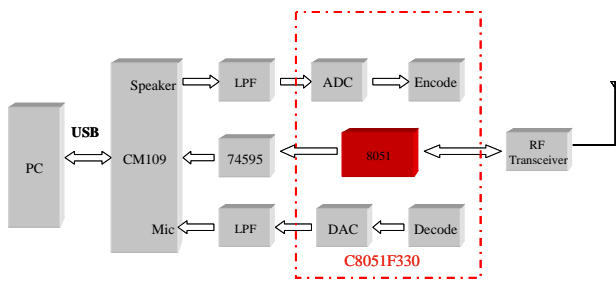 Speaker
LPF
ADC
Encode
USB
PC
CM109
74595
8051
RF
Transceiver
Mic
LPF
DAC
Decode
C8051F330